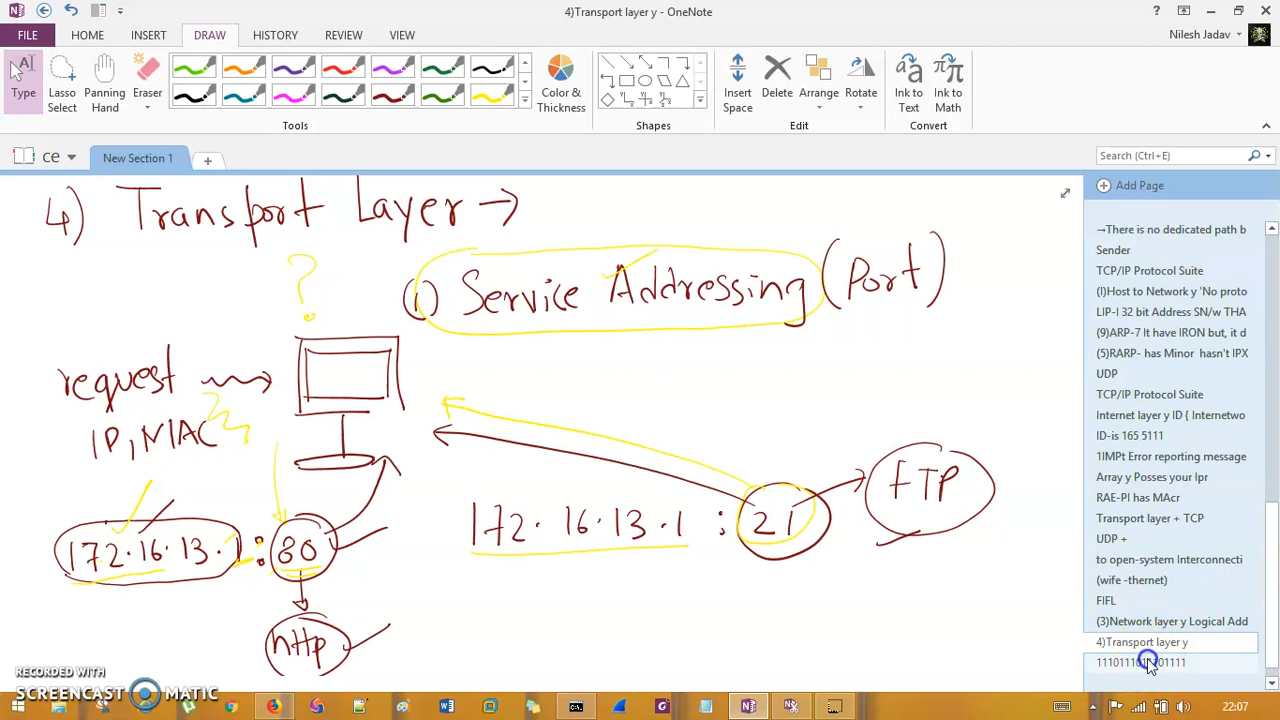 4)Transport layer y - OneNote
FILE HOME INSERT DRAW HISTORY REVIEW VIEW
Nilesh Jadav
Type
Lasso Select
Panning Hand
Eraser
Color & Thickness
Insert Space
Delete
Arrange
Rotate
Ink to Text
Ink to Math
Tools
Shapes
Edit
Convert
ce
New Section 1
Search (Ctrl+E)
Add Page
→There is no dedicated path b
Sender
TCP/IP Protocol Suite
(I)Host to Network y 'No proto
LIP-I 32 bit Address SN/w THA
(9)ARP-7 It have IRON but, it d
(5)RARP- has Minor hasn't IPX
UDP
TCP/IP Protocol Suite
Internet layer y ID { Internetwo
ID-is 165 5111
1IMPt Error reporting message
Array y Posses your Ipr
RAE-PI has MAcr
Transport layer + TCP
UDP +
to open-system Interconnecti
(wife -thernet)
FIFL
(3)Network layer y Logical Add
4)Transport layer y
4) Transport Layer →
?
(1) Service Addressing (Port)
request
IP, MAC
172.16.13.1 : 80
http
172.16.13.1 : 21
FTP
RECORDED WITH
SCREENCAST MATIC
22:07